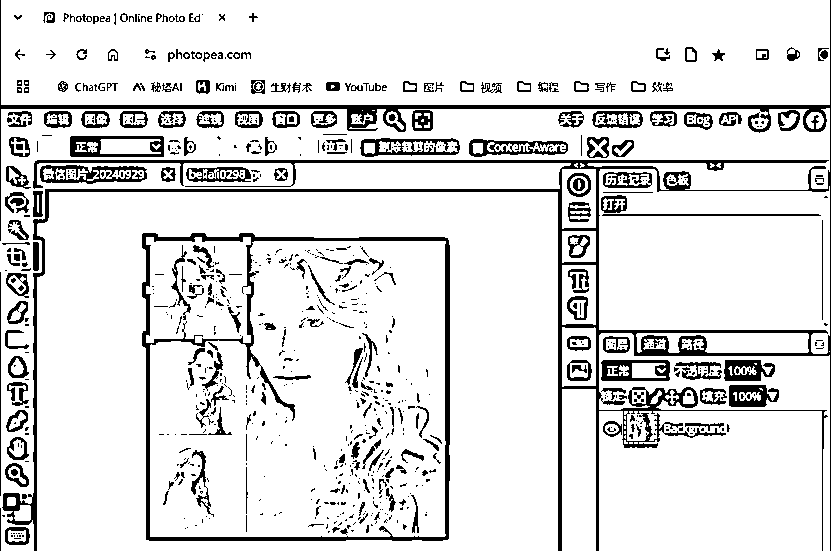 Photopea | Online Photo Ed
photopea.com
ChatGPT 秘塔AI Kimi 生财有术 YouTube 图片 视频 编程 写作 效率
文件 编辑 图像 图层 选择 滤镜 视图 窗口 更多 账户 关于 反馈错误 学习 Blog API
正常 0 0 删除裁剪的像素 Content-Aware
微信图片_20240929 bellali0298_p
历史记录 色板
打开
图层 通道 路径
正常 不透明度: 100%
锁定: 填充: 100%
Background